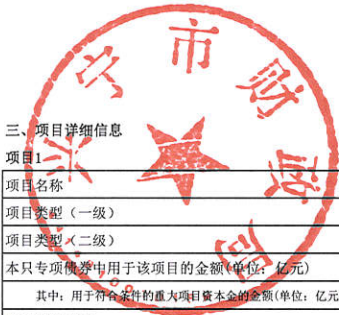 兴宁市财政局
三、项目详细信息
项目1
项目名称
项目类型（一级）
项目类型（二级）
本只专项债券中用于该项目的金额(单位：亿元)
其中：用于符合条件的重大项目资本金的金额(单位：亿元